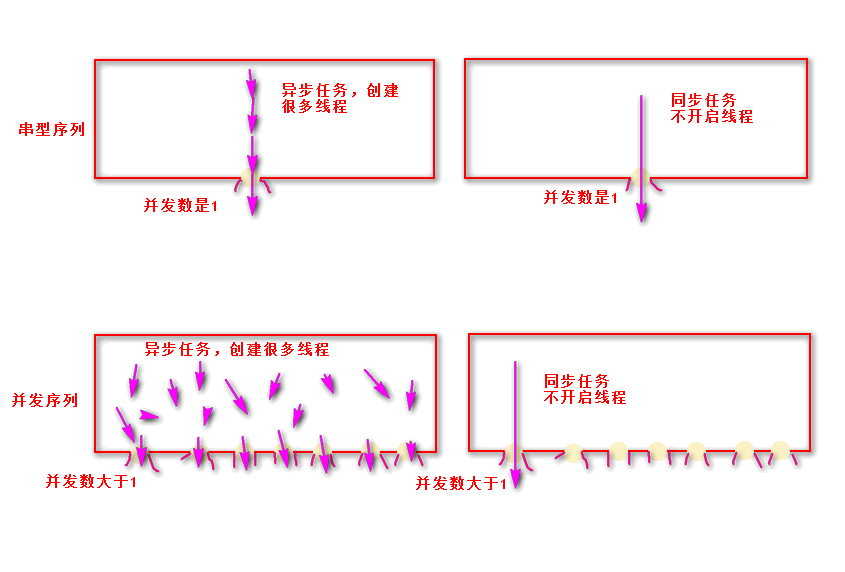 异步任务，创建
很多线程
同步任务
不开启线程
串型序列
并发数是1
并发数是1
异步任务，创建很多线程
同步任务
不开启线程
并发序列
并发数大于1
并发数大于1